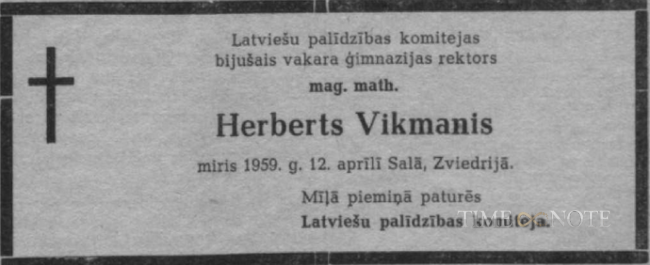 Latviešu palīdzības komitejas
bijušais vakara ģimnazijas rektors
mag. math.
Herberts Vikmanis
miris 1959. g. 12. aprīlī Salā, Zviedrijā.
Mīļā piemiņā paturēs
Latviešu palīdzības komiteja.
TIMENOTE